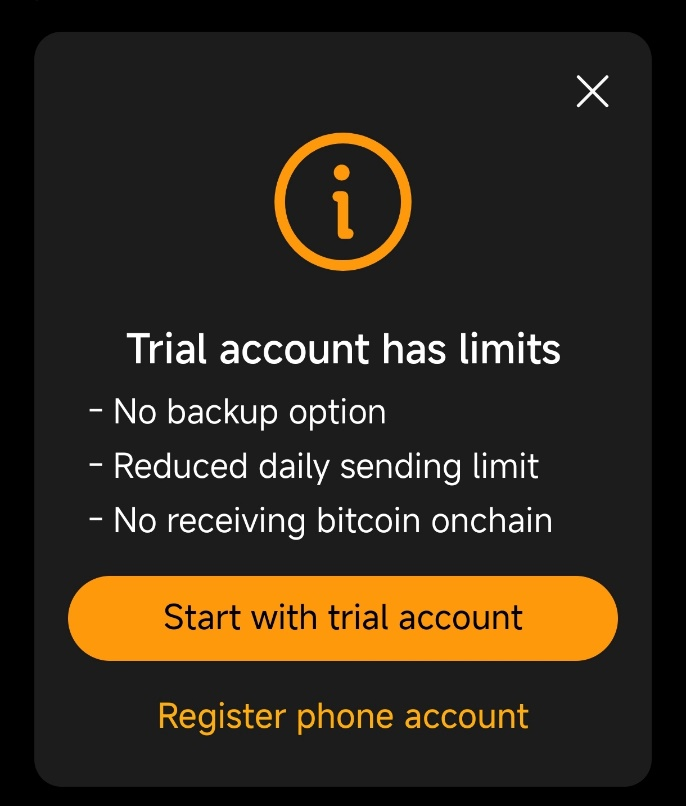 Trial account has limits
- No backup option
- Reduced daily sending limit
- No receiving bitcoin onchain
Start with trial account
Register phone account